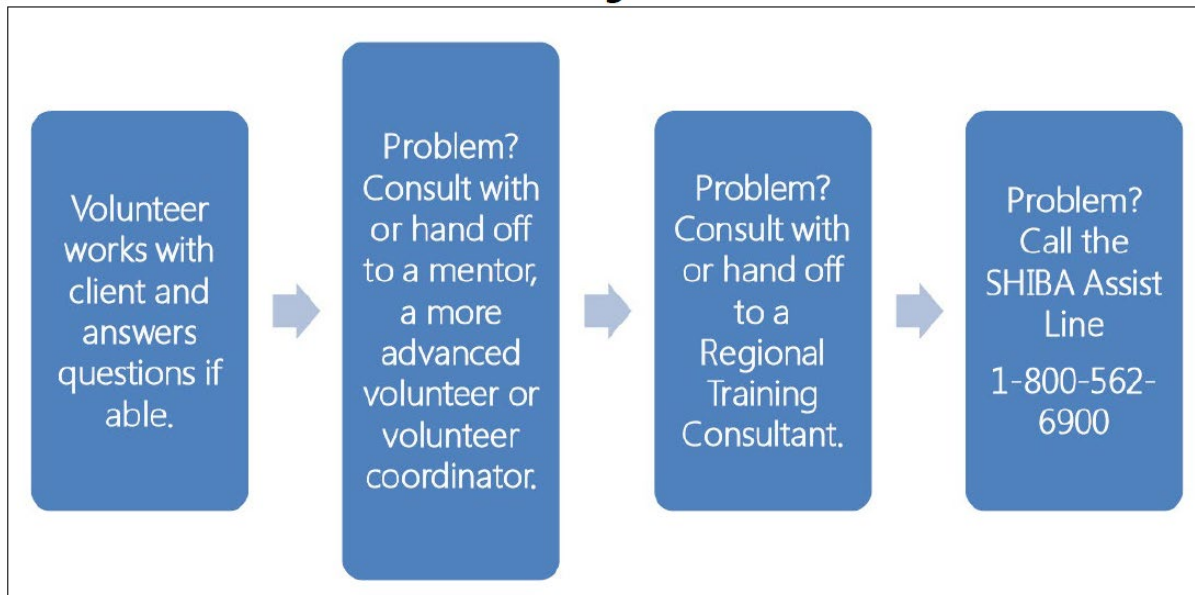 Volunteer
works with
client and
answers
questions if
able.
Problem?
Consult with
or hand off
to a mentor,
a more
advanced
volunteer or
volunteer
coordinator.
Problem?
Consult with
or hand off
to a
Regional
Training
Consultant.
Problem?
Call the
SHIBA Assist
Line
1-800-562-
6900